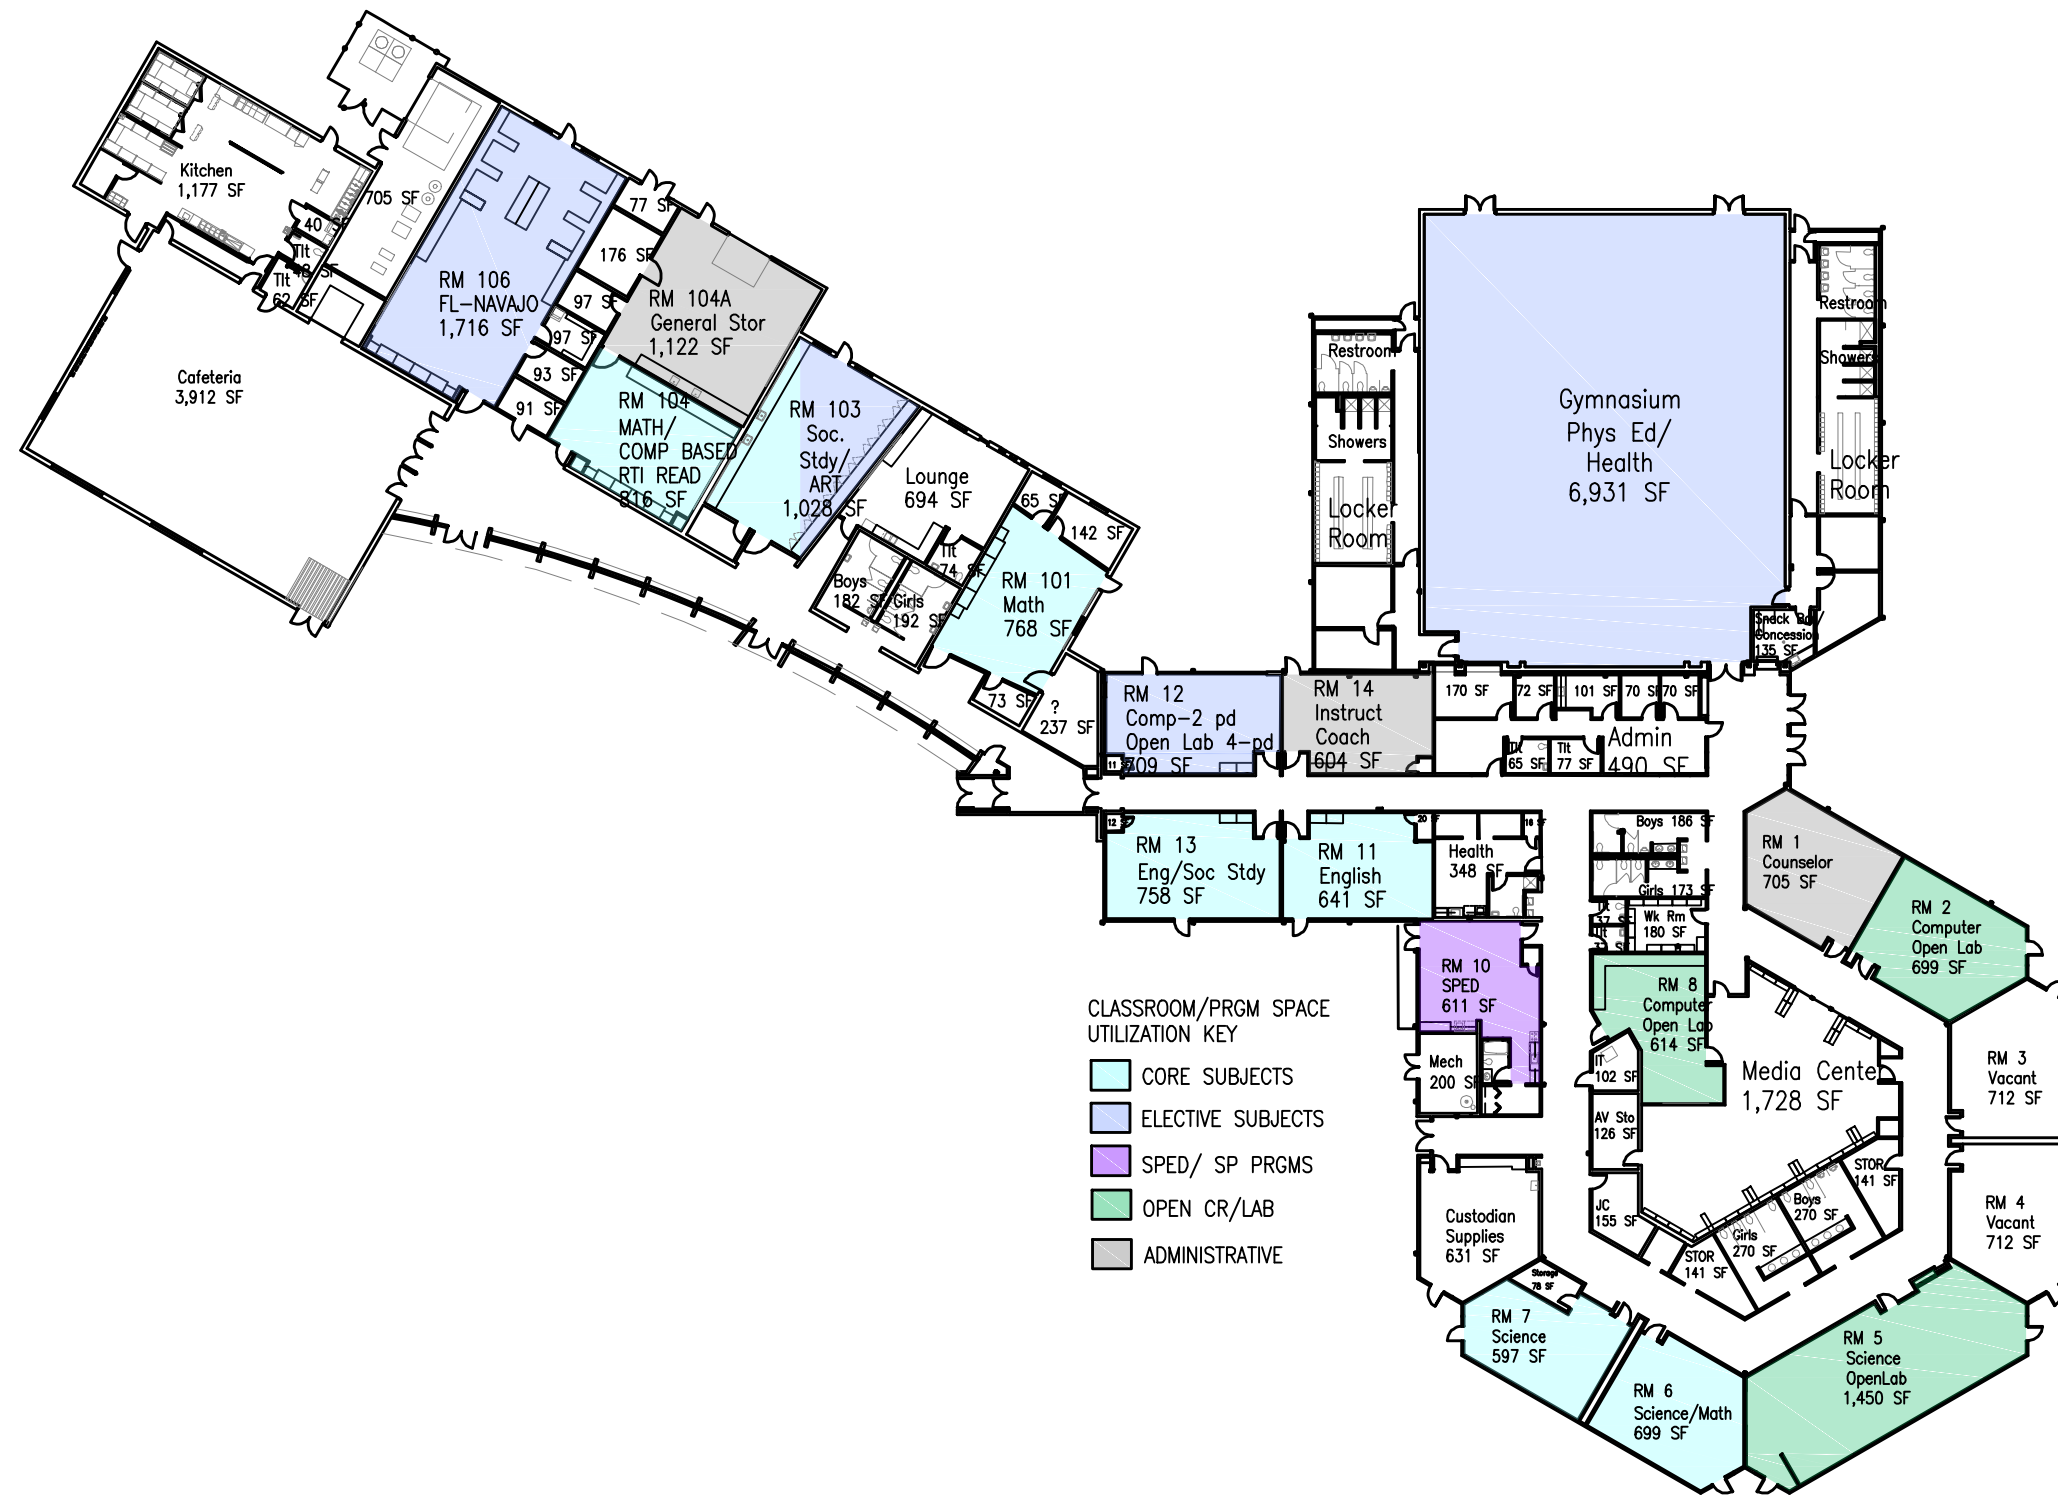 Kitchen
1,177 SF
705 SF
40 SF
Tlt
Tlt
62 SF
Cafeteria
3,912 SF
RM 106
FL-NAVAJO
1,716 SF
77 SF
176 SF
97 SF
97 SF
93 SF
91 SF
RM 104A
General Stor
1,122 SF
RM 104
MATH/
COMP BASED
RTI READ
816 SF
RM 103
Soc.
Stdy/
ART
1,028 SF
Lounge
694 SF
65 SF
142 SF
Tlt
74 SF
Boys
182 SF
Girls
192 SF
RM 101
Math
768 SF
73 SF
?
237 SF
Restroom
Showers
Locker
Room
Gymnasium
Phys Ed/
Health
6,931 SF
Restroom
Showers
Locker
Room
Snack Bar/
Concession
135 SF
RM 12
Comp-2 pd
Open Lab 4-pd
709 SF
11 SF
RM 14
Instruct
Coach
604 SF
170 SF
72 SF
101 SF
70 SF
70 SF
Tlt
65 SF
Tlt
77 SF
Admin
490 SF
12 SF
RM 13
Eng/Soc Stdy
758 SF
RM 11
English
641 SF
20 SF
Health
348 SF
Boys 186 SF
Girls 173 SF
Tlt
37 SF
Tlt
Wk Rm
180 SF
RM 1
Counselor
705 SF
RM 2
Computer
Open Lab
699 SF
RM 10
SPED
611 SF
RM 8
Computer
Open Lab
614 SF
Mech
200 SF
IT
102 SF
AV Sto
126 SF
JC
155 SF
Media Center
1,728 SF
RM 3
Vacant
712 SF
RM 4
Vacant
712 SF
STOR
141 SF
Boys
270 SF
Girls
270 SF
STOR
141 SF
Custodian
Supplies
631 SF
Storage
78 SF
RM 7
Science
597 SF
RM 6
Science/Math
699 SF
RM 5
Science
OpenLab
1,450 SF
CLASSROOM/PRGM SPACE
UTILIZATION KEY
CORE SUBJECTS
ELECTIVE SUBJECTS
SPED/ SP PRGMS
OPEN CR/LAB
ADMINISTRATIVE